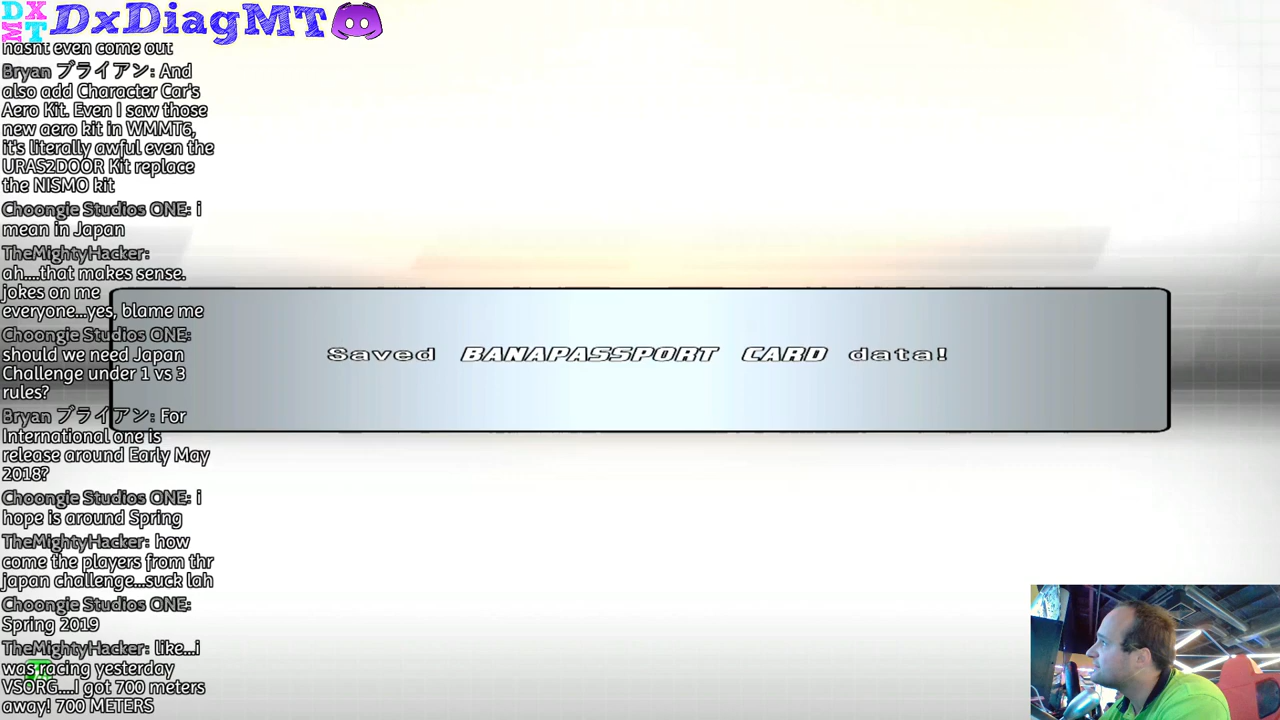 DX
MT
DxDiagMT
hasnt even come out
Bryan ブライアン: And
also add Character Car's
Aero Kit. Even I saw those
new aero kit in WMMT6,
it's literally awful even the
URAS2DOOR Kit replace
the NISMO kit
Choongie Studios ONE: i
mean in Japan
TheMightyHacker:
ah....that makes sense.
jokes on me
everyone...yes, blame me
Choongie Studios ONE:
should we need Japan
Challenge under 1 vs 3
rules?
Bryan ブライアン: For
International one is
release around Early May
2018?
Choongie Studios ONE: i
hope is around Spring
TheMightyHacker: how
come the players from thr
japan challenge...suck lah
Choongie Studios ONE:
Spring 2019
TheMightyHacker: like...i
was racing yesterday
VSORG....I got 700 meters
away! 700 METERS
Saved BANAPASSPORT CARD data!